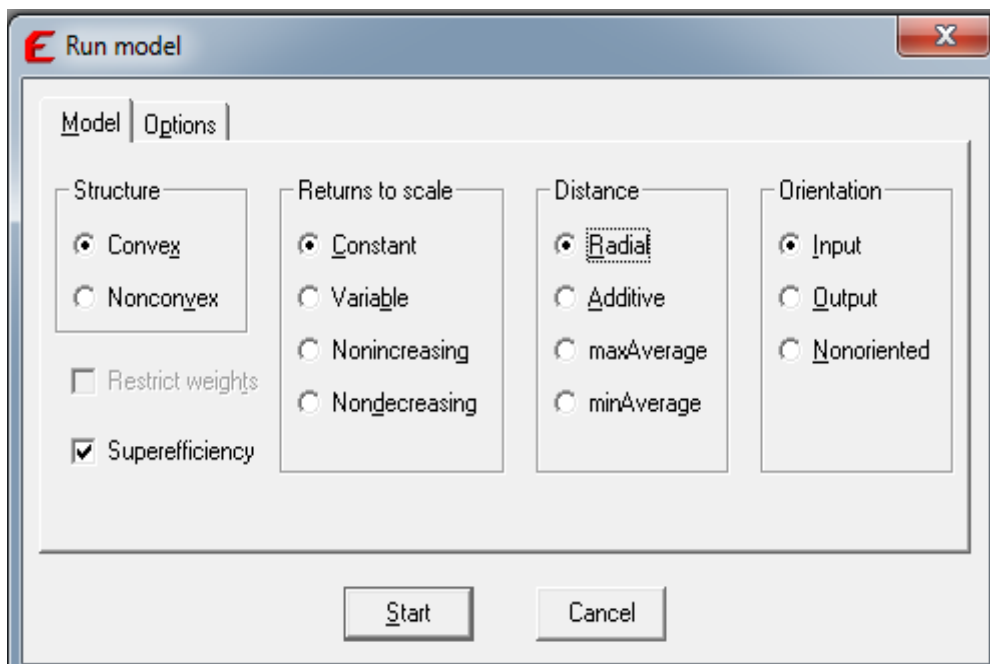 Run model
Model
Options
Structure
Convex
Nonconvex
Restrict weights
Superefficiency
Returns to scale
Constant
Variable
Nonincreasing
Nondecreasing
Distance
Radial
Additive
maxAverage
minAverage
Orientation
Input
Output
Nonoriented
Start
Cancel